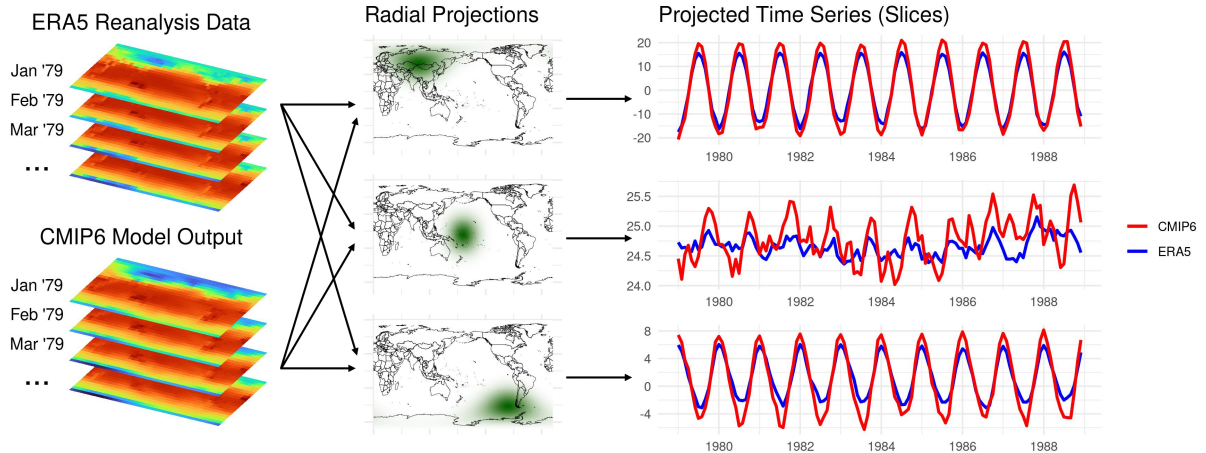 ERA5 Reanalysis Data
Jan '79
Feb '79
Mar '79
...
CMIP6 Model Output
Jan '79
Feb '79
Mar '79
...
Radial Projections
Projected Time Series (Slices)
20
10
0
-10
-20
1980
1982
1984
1986
1988
25.5
25.0
24.5
24.0
1980
1982
1984
1986
1988
8
4
0
-4
1980
1982
1984
1986
1988
CMIP6
ERA5